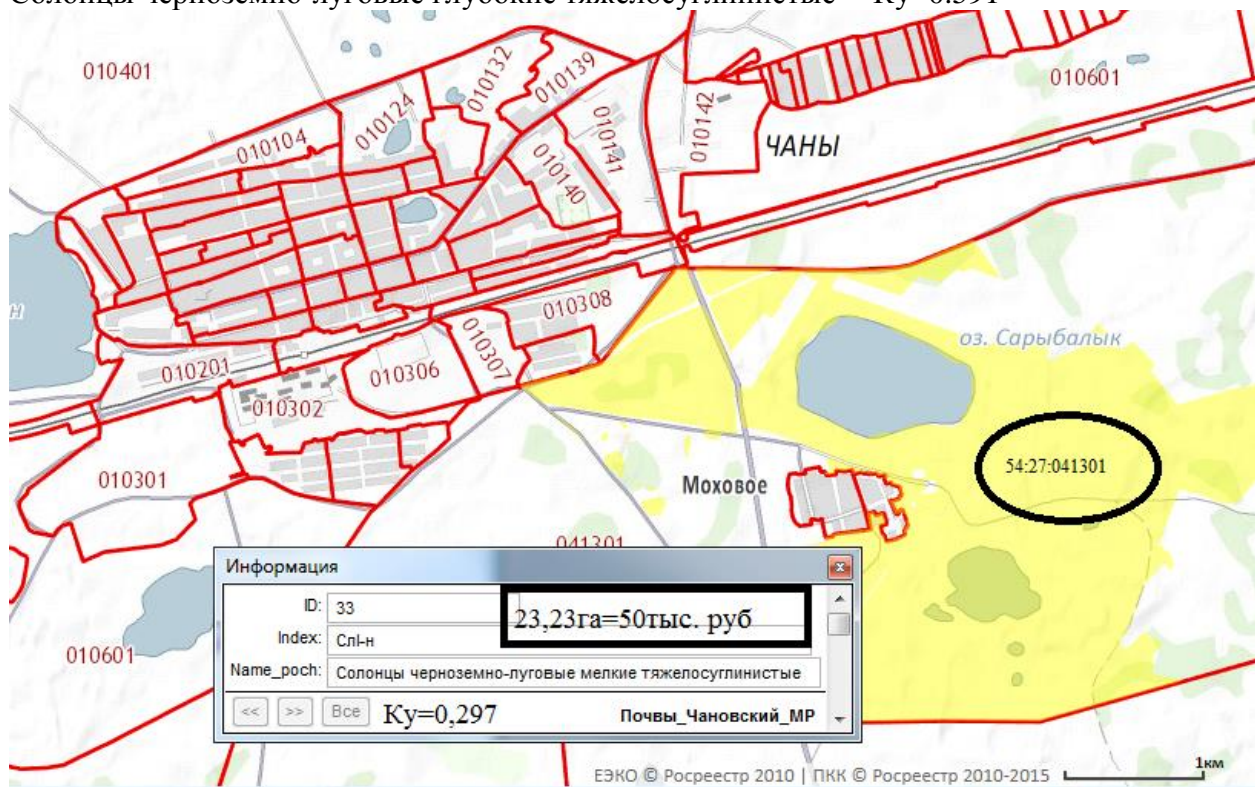 Солонцы черноземно-луговые глубокие тяжелосуглинистые Ку=0.391
010401
010132
010139
010601
010124
010104
010141
010142
ЧАНЫ
010140
н
010308
оз. Сарыбалык
010307
010201
010306
010302
54:27:041301
010301
Моховое
041301
Информация
ID: 33
23,23га=50тыс. руб
Index: СлI-н
010601
Name_poch: Солонцы черноземно-луговые мелкие тяжелосуглинистые
<< >> Все Ку=0,297 Почвы_Чановский_МР
1км
ЕЭКО © Росреестр 2010 | ПКК © Росреестр 2010-2015